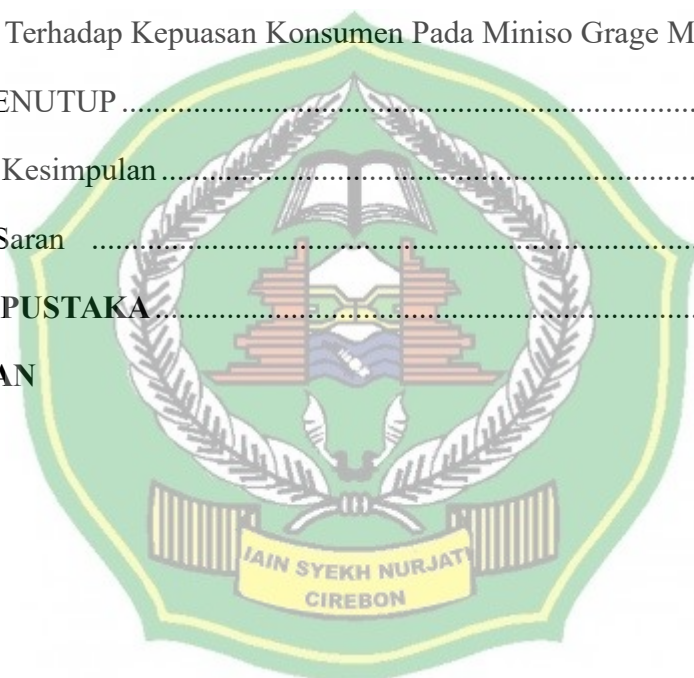 Terhadap Kepuasan Konsumen Pada Miniso Grage M
ENUTUP ............................................................
Kesimpulan ............................................................
Saran ............................................................
PUSTAKA ............................................................
AN
IAIN SYEKH NURJATI
CIREBON